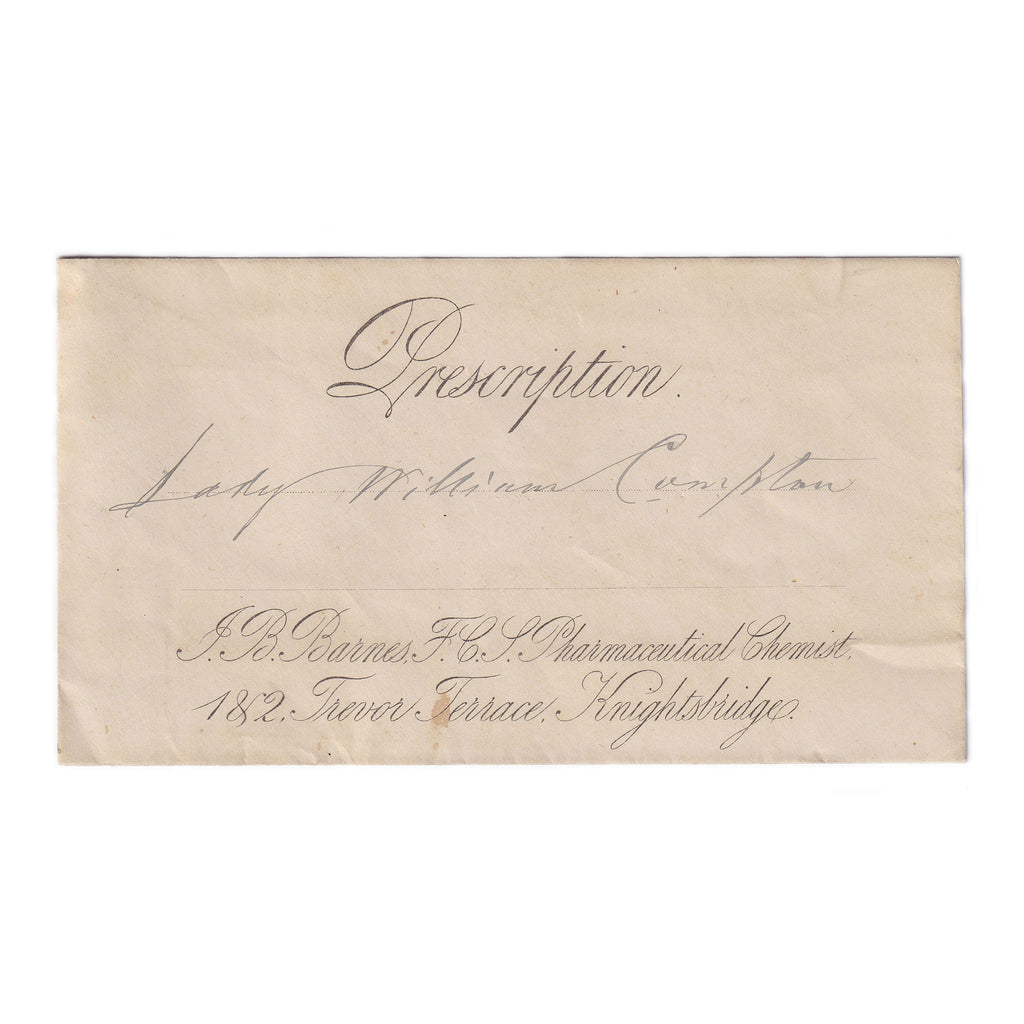 Prescription.
Lady William Compton
J. B. Barnes, F. C. S. Pharmaceutical Chemist,
1 & 2, Trevor Terrace, Knightsbridge.